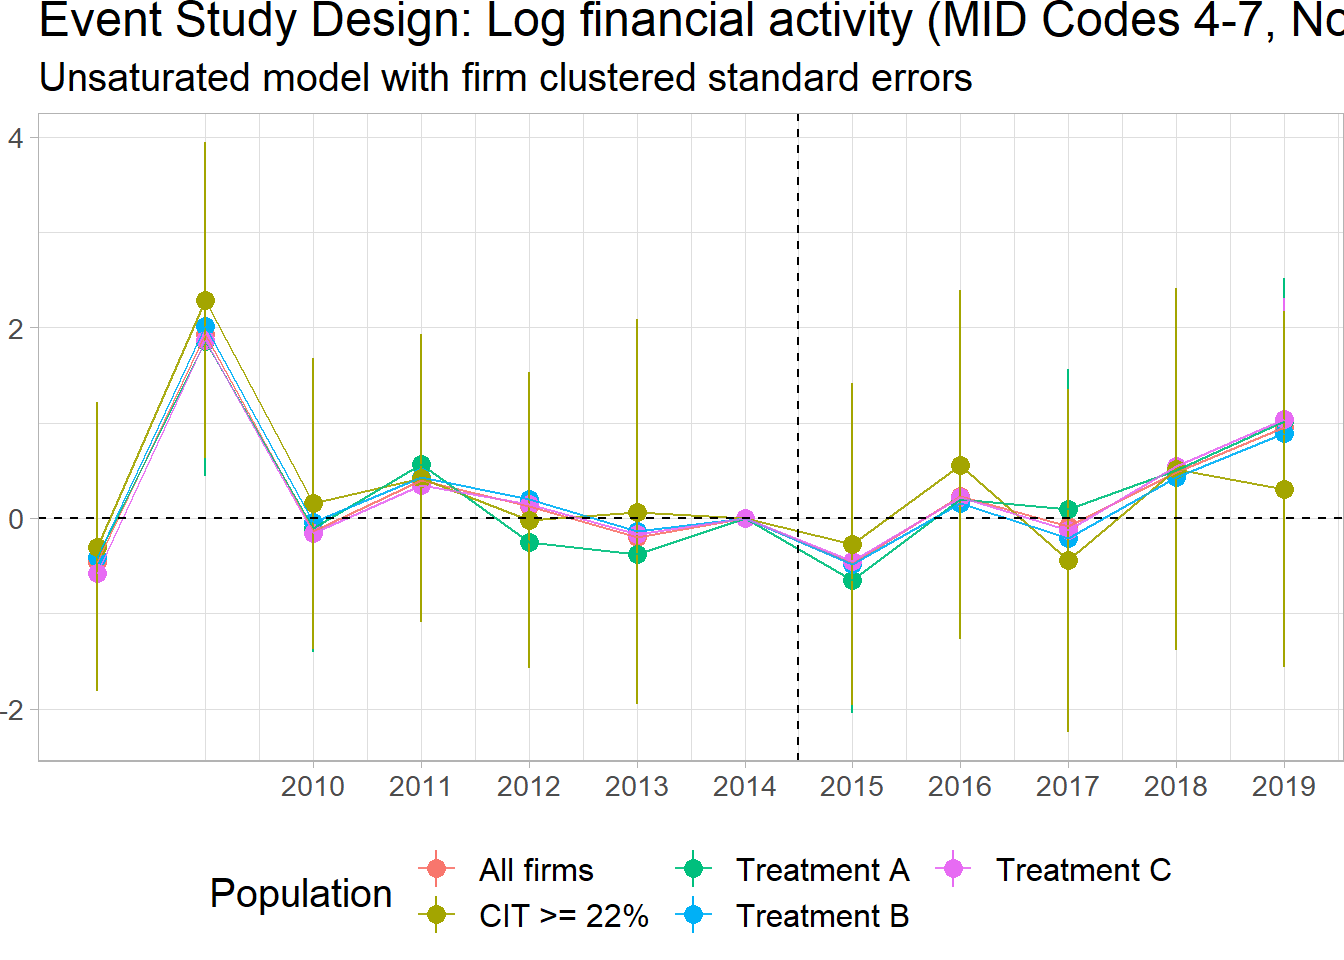 Event Study Design: Log financial activity (MID Codes 4-7, No
Unsaturated model with firm clustered standard errors
4
2
0
-2
2010 2011 2012 2013 2014 2015 2016 2017 2018 2019
Population
All firms
Treatment A
Treatment C
CIT >= 22%
Treatment B